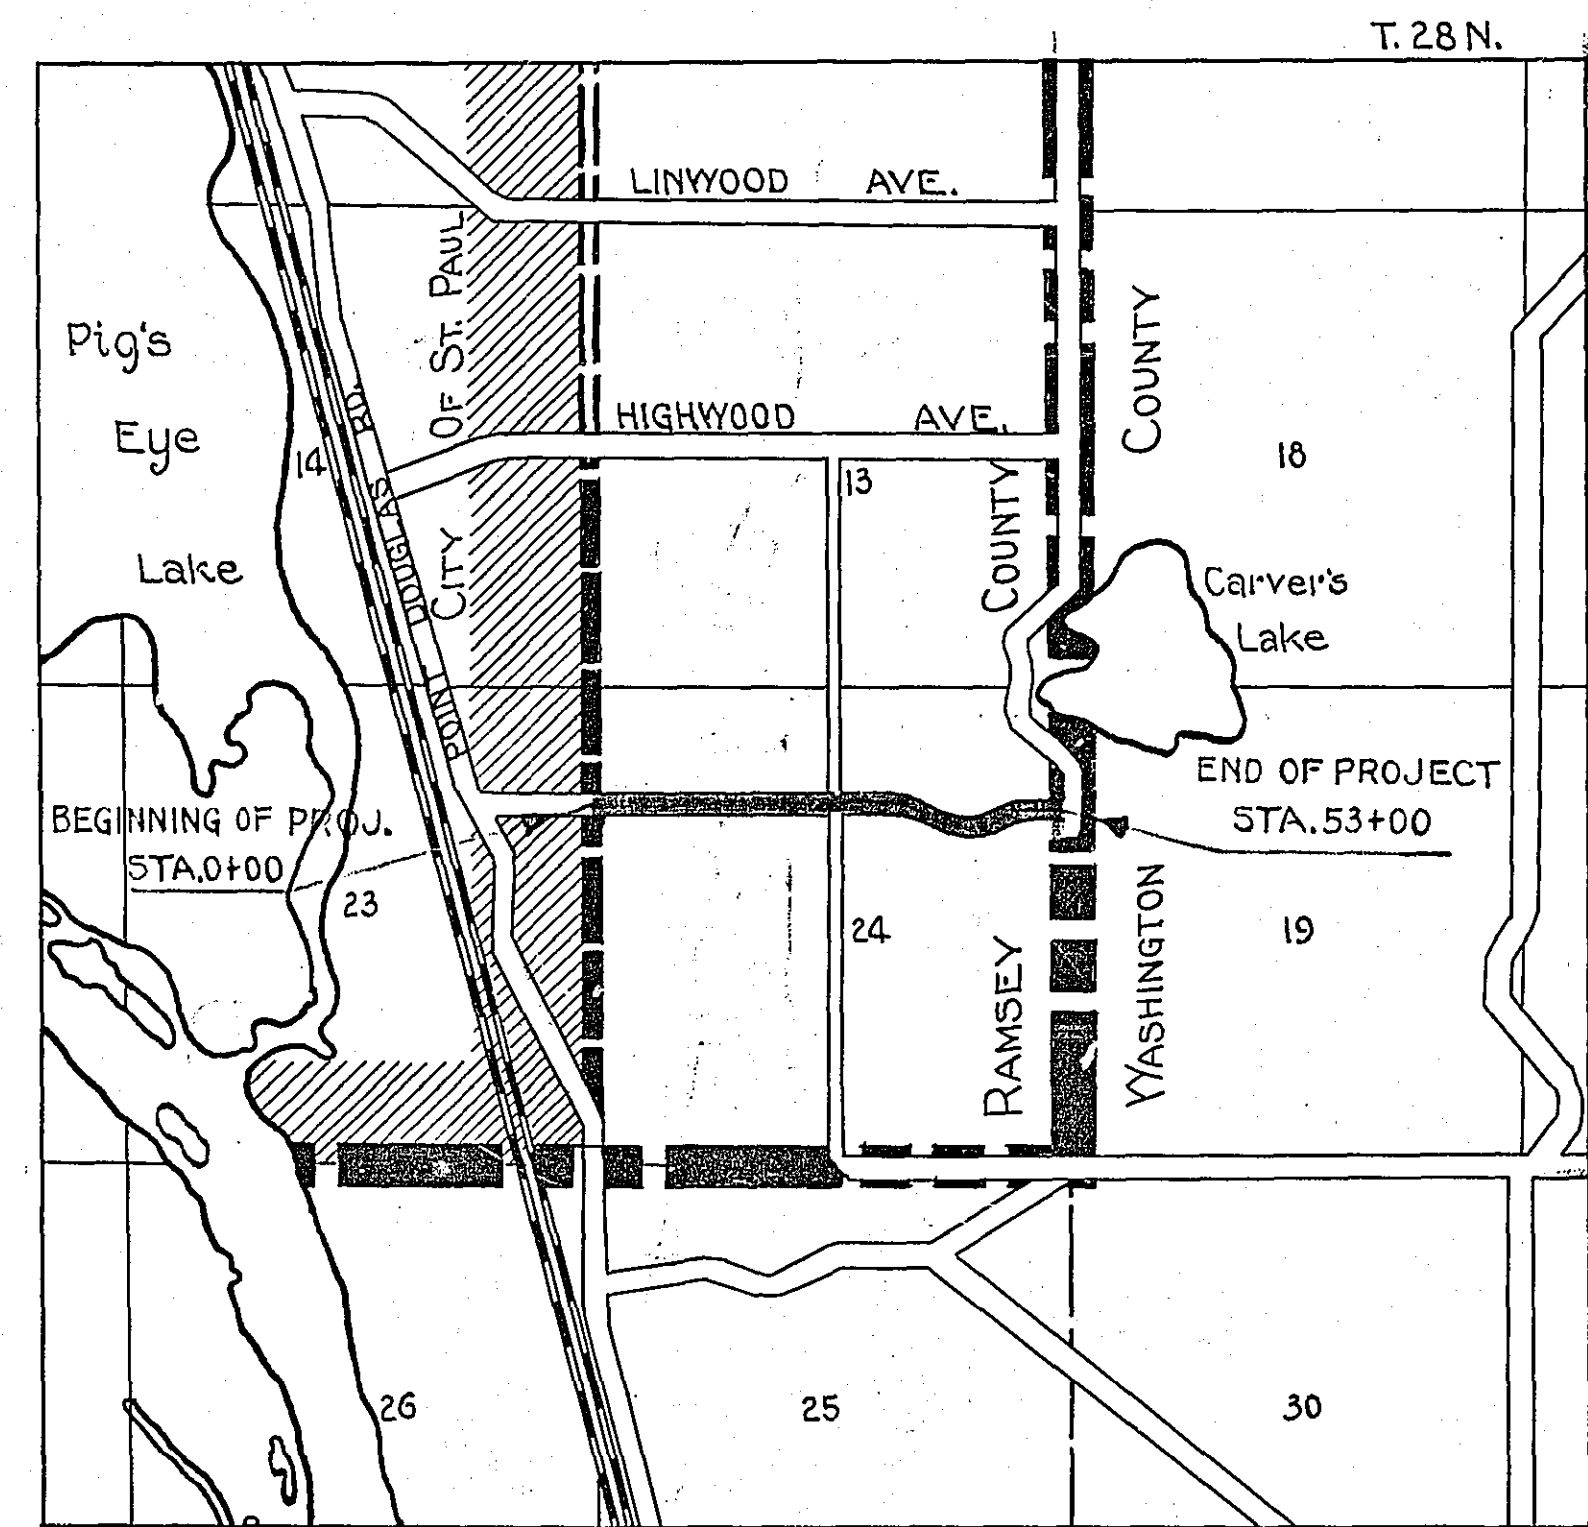 T. 28 N.
LINWOOD AVE.
Pig's
Eye
Lake
CITY OF ST. PAUL
HIGHWOOD AVE.
POINT DOUGLAS RD.
14
13
18
COUNTY
COUNTY
Carver's
Lake
BEGINNING OF PROJ.
STA.0+00
END OF PROJECT
STA.53+00
23
24
19
RAMSEY
WASHINGTON
26
25
30